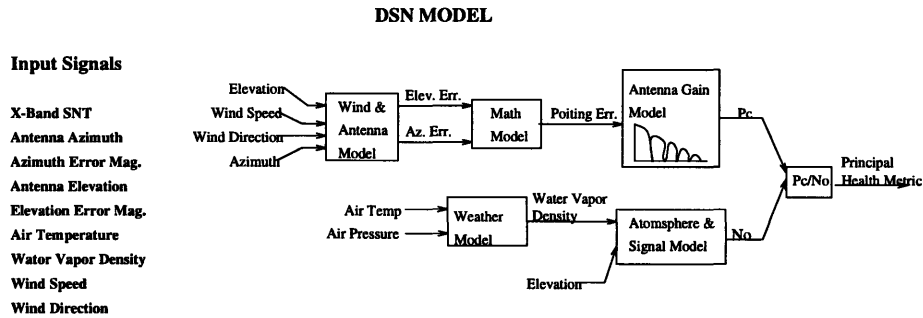 DSN MODEL
Input Signals
X-Band SNT
Antenna Azimuth
Azimuth Error Mag.
Antenna Elevation
Elevation Error Mag.
Air Temperature
Wator Vapor Density
Wind Speed
Wind Direction
Elevation
Wind Speed
Wind Direction
Azimuth
Wind &
Antenna
Model
Elev. Err.
Az. Err.
Math
Model
Poiting Err.
Antenna Gain
Model
Pc
Air Temp
Air Pressure
Weather
Model
Water Vapor
Density
Elevation
Atomsphere &
Signal Model
No
Pc/No
Principal
Health Metric